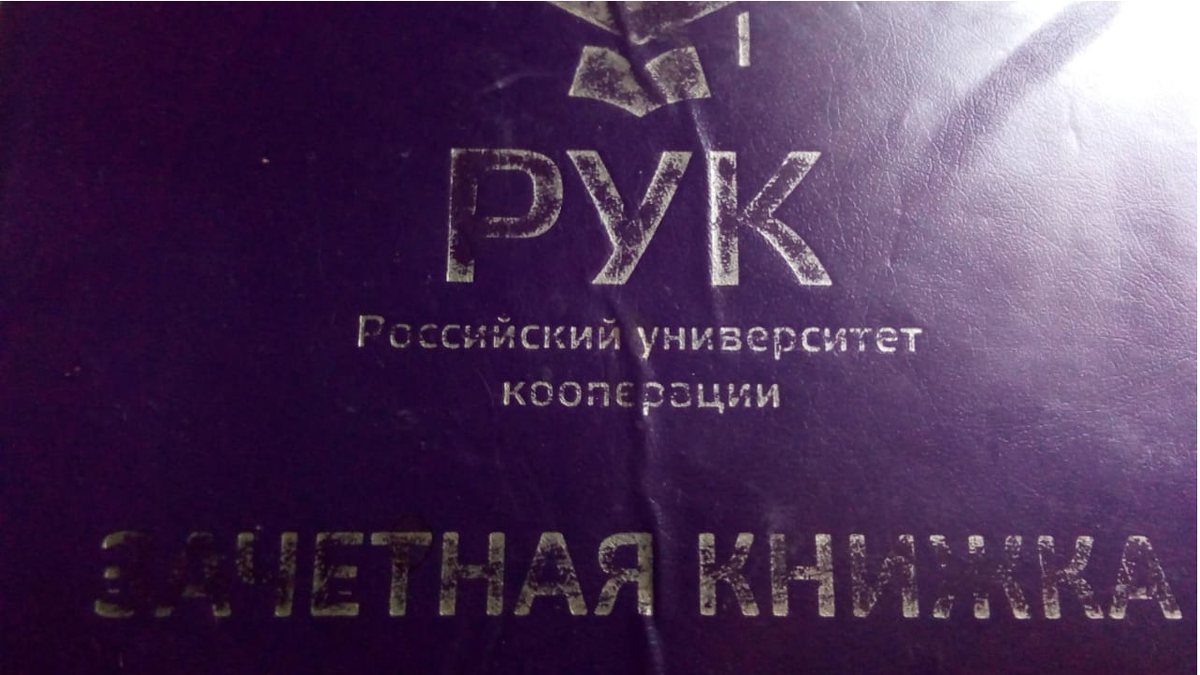 РУК
Российский университет
кооперации
ЗАЧЕТНАЯ КНИЖКА